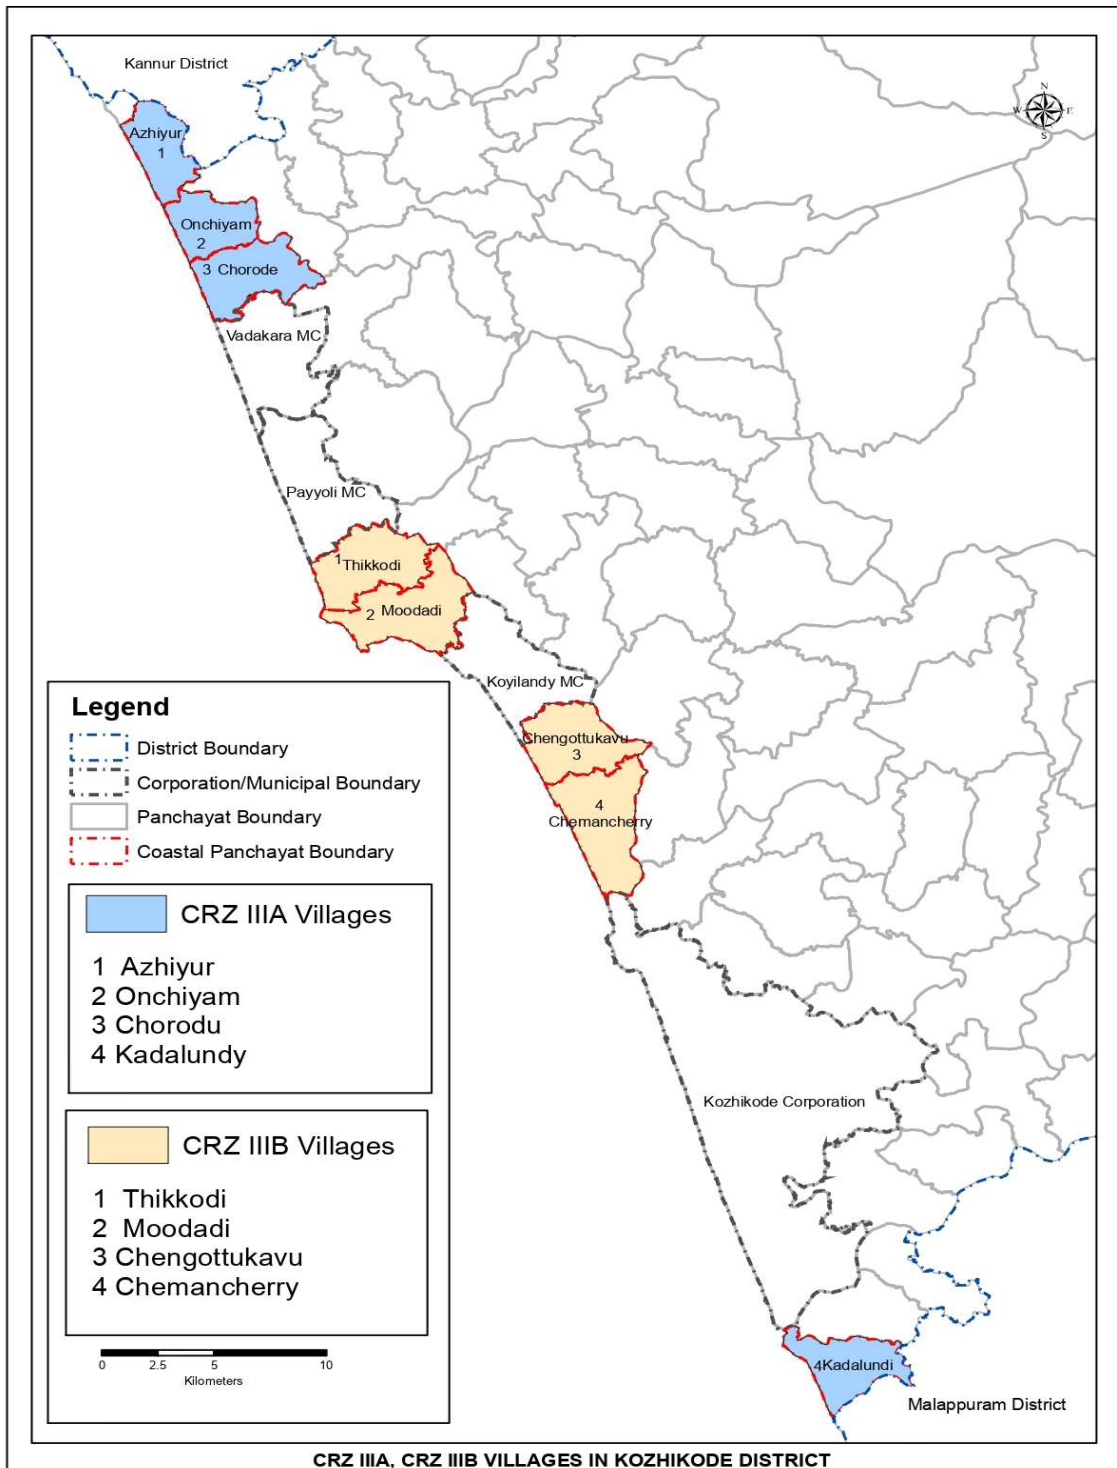 Kannur District
N
W E
S
Azhiyur
1
Onchiyam
2
3 Chorode
Vadakara MC
Payyoli MC
1
Thikkodi
2 Moodadi
Koyilandy MC
Chengottukavu
3
4
Chemancherry
Kozhikode Corporation
4Kadalundi
Malappuram District
Legend
District Boundary
Corporation/Municipal Boundary
Panchayat Boundary
Coastal Panchayat Boundary
CRZ IIIA Villages
1 Azhiyur
2 Onchiyam
3 Chorodu
4 Kadalundy
CRZ IIIB Villages
1 Thikkodi
2 Moodadi
3 Chengottukavu
4 Chemancherry
0 2.5 5 10
Kilometers
CRZ IIIA, CRZ IIIB VILLAGES IN KOZHIKODE DISTRICT